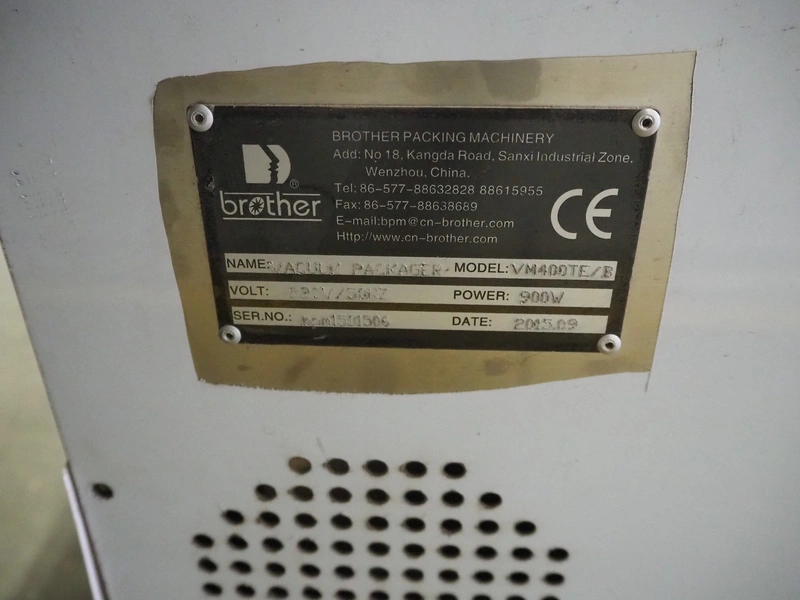 BROTHER PACKING MACHINERY
Add: No 18, Kangda Road, Sanxi Industrial Zone.
Wenzhou, China.
Tel: 86-577-88632828 88615955
Fax: 86-577-88638689
E-mail:bpm@cn-brother.com
Http://www.cn-brother.com
brother®
CE
NAME: VACUUM PACKAGER MODEL: VM400TE/B
VOLT: POWER: 900W
SER.NO.: DATE: 2015.09